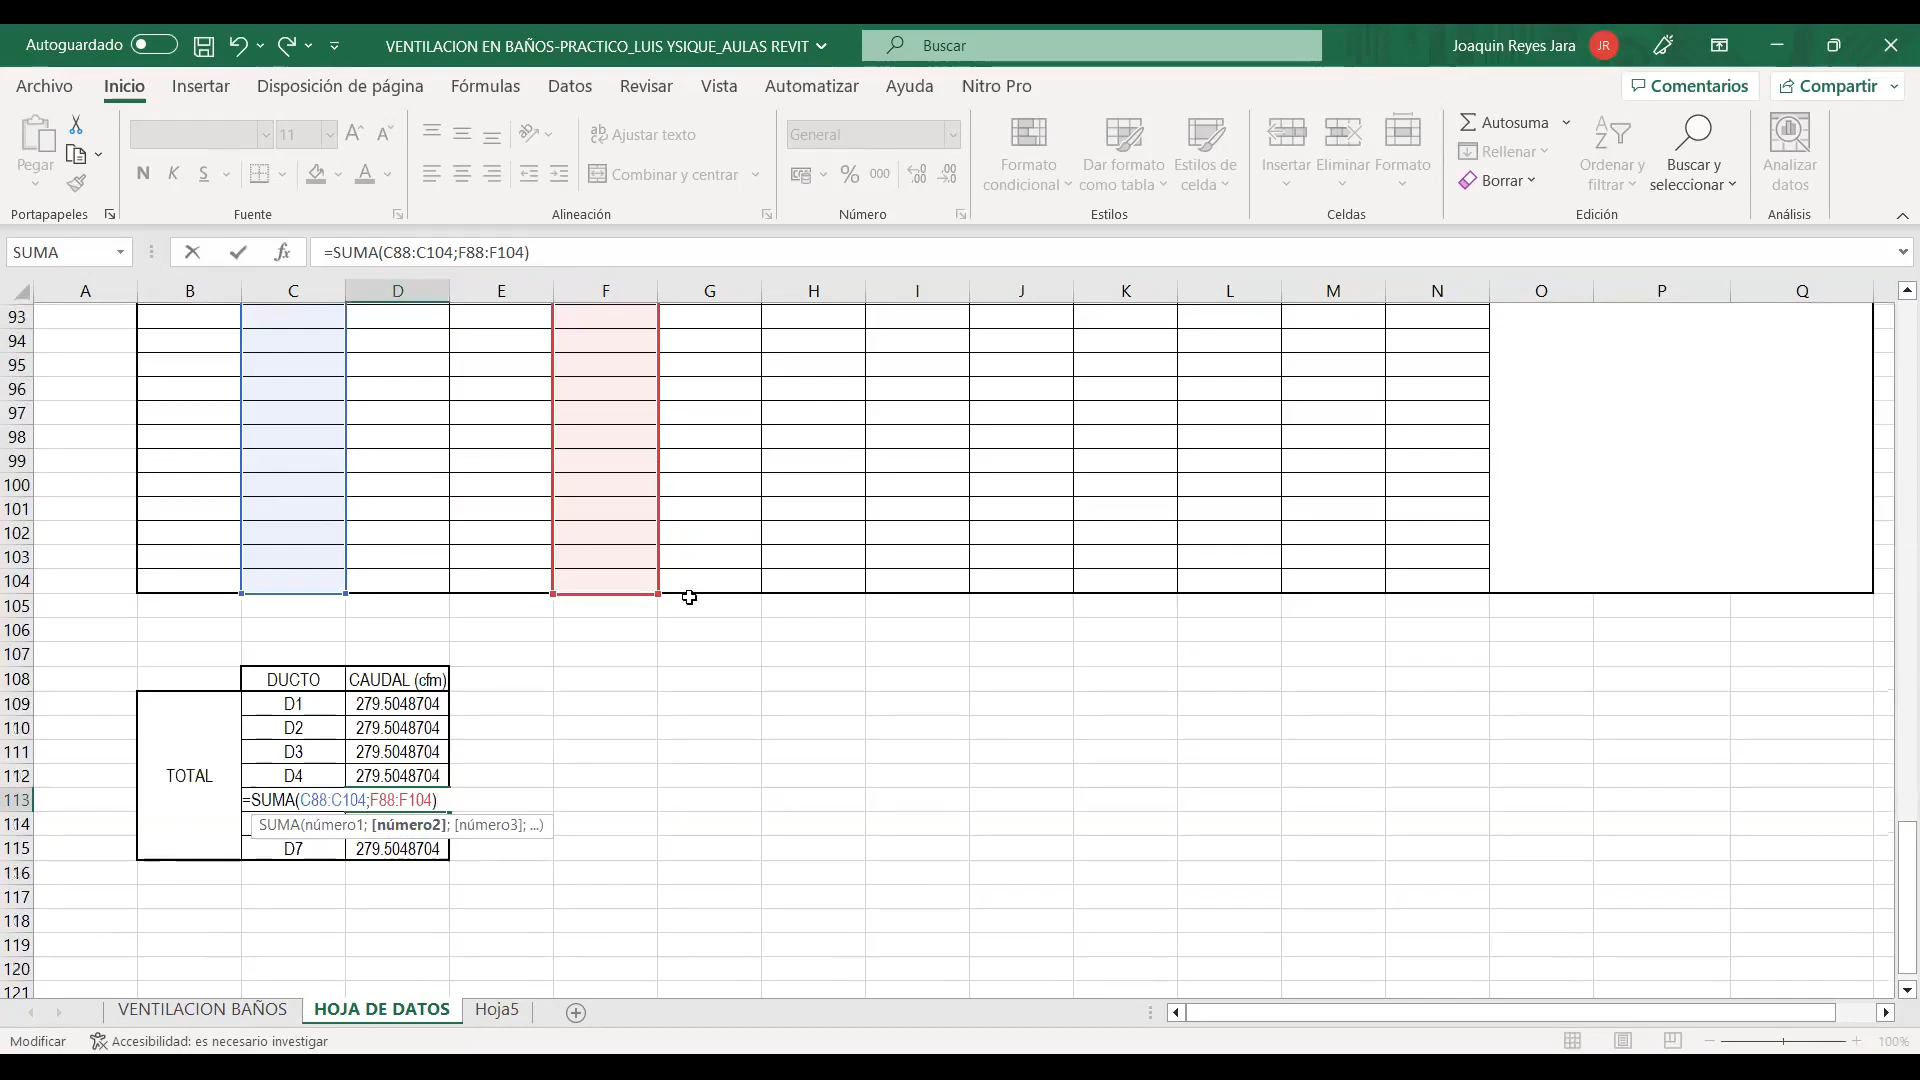 Autoguardado VENTILACION EN BAÑOS-PRACTICO_LUIS YSIQUE_AULAS REVIT Buscar Joaquin Reyes Jara JR
Archivo Inicio Insertar Disposición de página Fórmulas Datos Revisar Vista Automatizar Ayuda Nitro Pro Comentarios Compartir
Pegar
11
N K S A
ab Ajustar texto
Combinar y centrar
General
% 000
Formato condicional
Dar formato como tabla
Estilos de celda
Insertar
Eliminar
Formato
Autosuma
Rellenar
Borrar
Ordenar y filtrar
Buscar y seleccionar
Analizar datos
Portapapeles Fuente Alineación Número Estilos Celdas Edición Análisis
SUMA fx =SUMA(C88:C104;F88:F104)
A B C D E F G H I J K L M N O P Q
93
94
95
96
97
98
99
100
101
102
103
104
105
106
107
108 DUCTO CAUDAL (cfm)
109 D1 279.5048704
110 D2 279.5048704
111 D3 279.5048704
112 TOTAL D4 279.5048704
113 =SUMA(C88:C104;F88:F104)
114 SUMA(número1; [número2]; [número3]; ...)
115 D7 279.5048704
116
117
118
119
120
121
VENTILACION BAÑOS HOJA DE DATOS Hoja5
Modificar Accesibilidad: es necesario investigar 100%